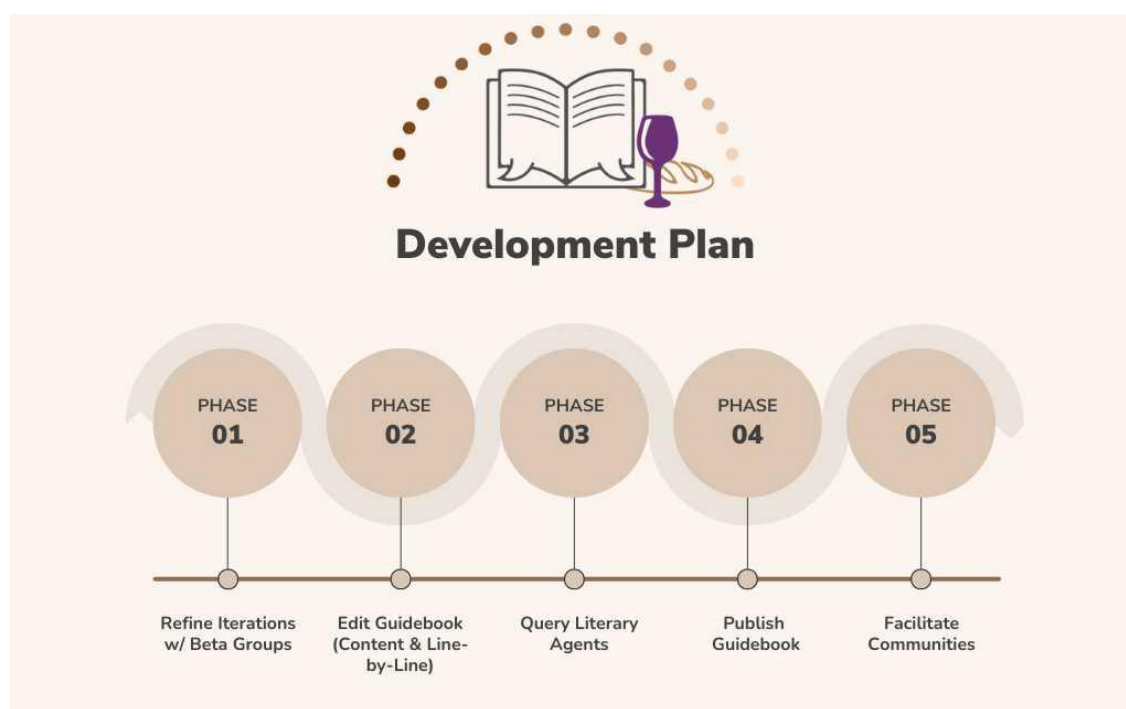 Development Plan
PHASE
01
PHASE
02
PHASE
03
PHASE
04
PHASE
05
Refine Iterations
w/ Beta Groups
Edit Guidebook
(Content & Line-
by-Line)
Query Literary
Agents
Publish
Guidebook
Facilitate
Communities